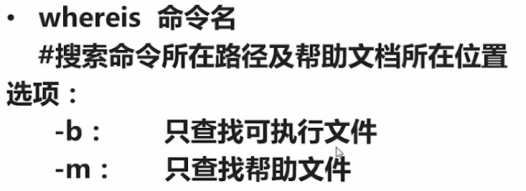 • whereis 命令名
#搜索命令所在路径及帮助文档所在位置
选项：
-b： 只查找可执行文件
-m： 只查找帮助文件